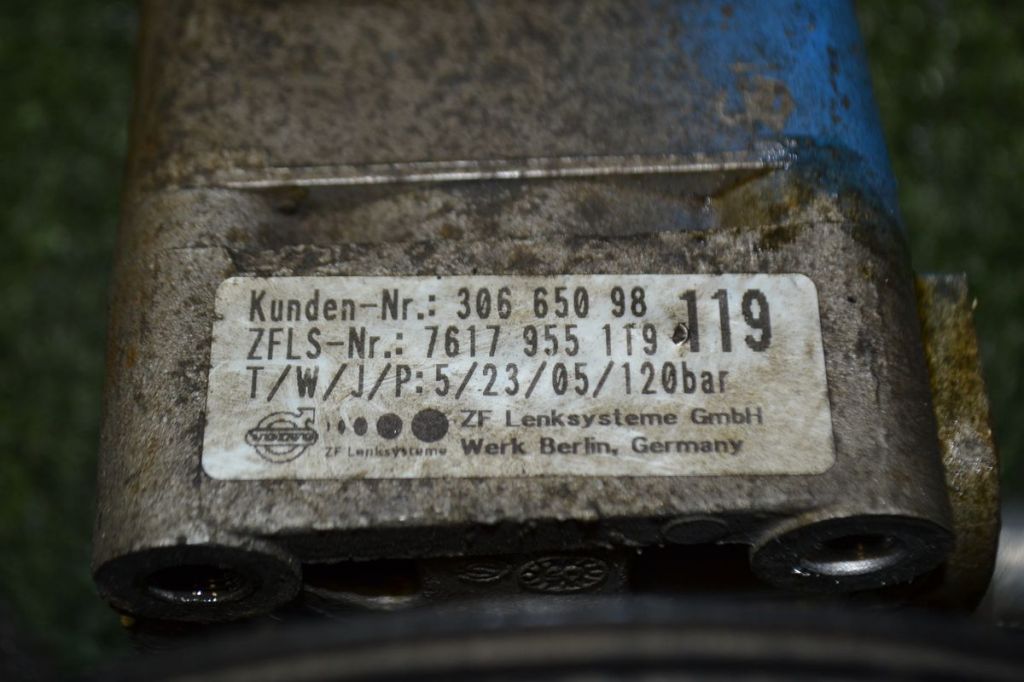 Kunden-Nr.: 306 650 98 119
ZFLS-Nr.: 7617 955 119
T/W/J/P: 5/23/05/120bar
VOLVO ZF Lenksysteme ZF Lenksysteme GmbH
Werk Berlin, Germany